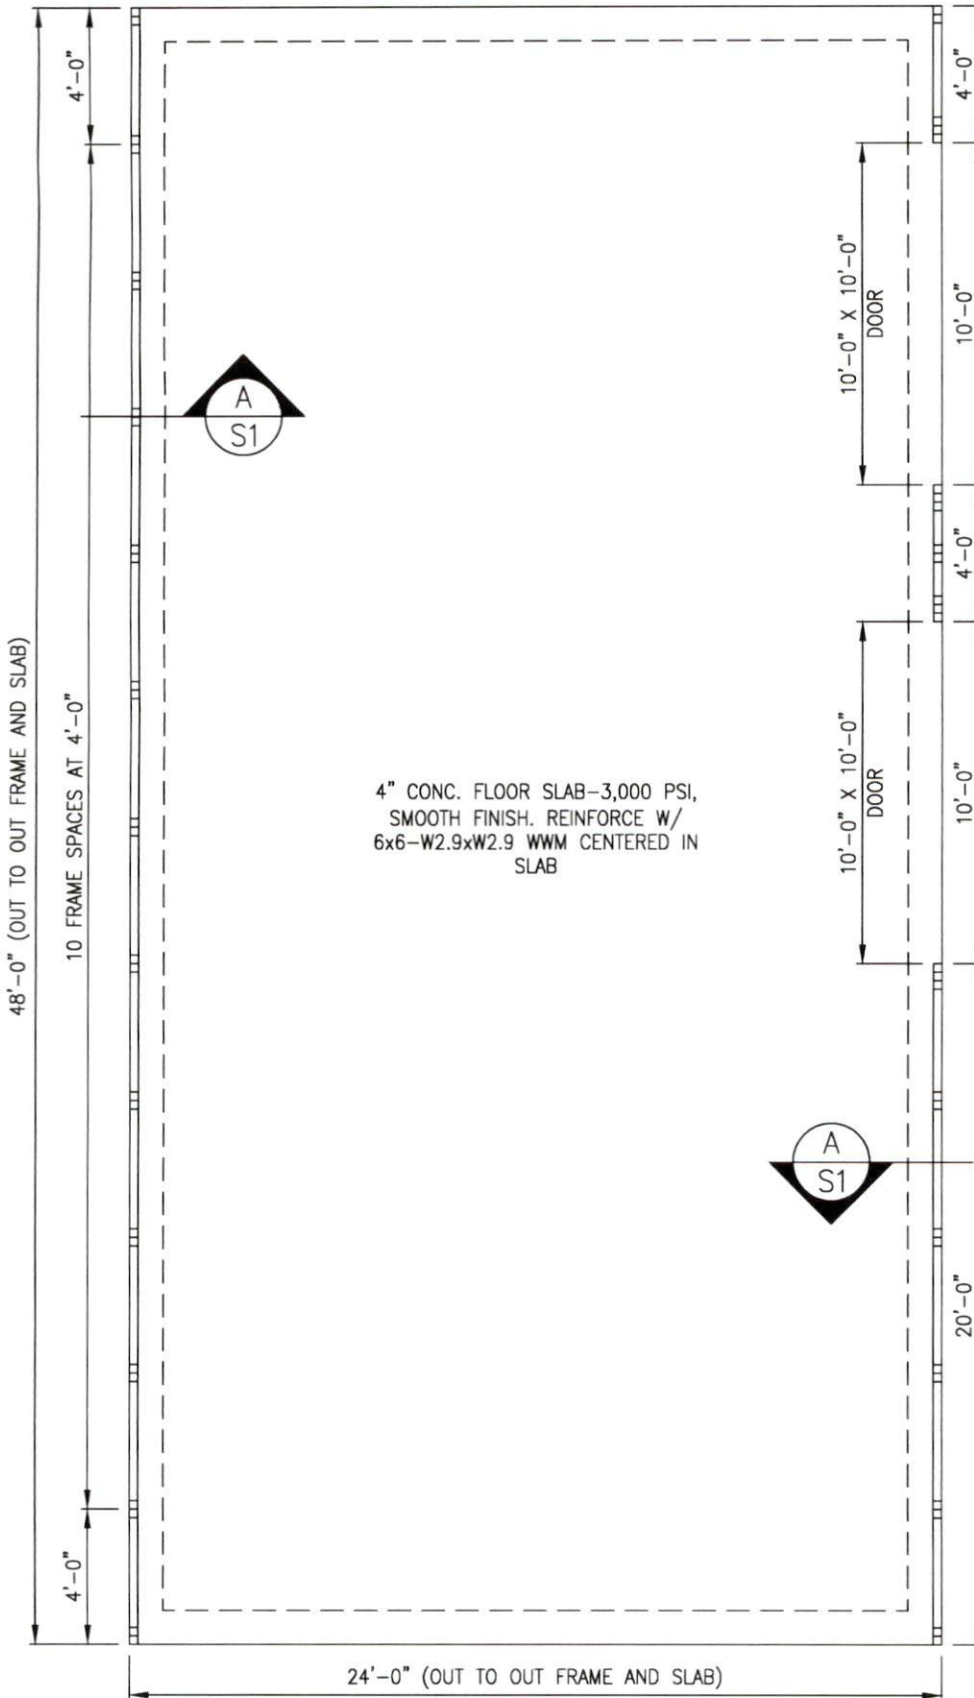 4'-0"
4'-0"
10'-0" X 10'-0"
DOOR
10'-0"
A
S1
4'-0"
48'-0" (OUT TO OUT FRAME AND SLAB)
10 FRAME SPACES AT 4'-0"
10'-0" X 10'-0"
DOOR
10'-0"
4" CONC. FLOOR SLAB-3,000 PSI,
SMOOTH FINISH. REINFORCE W/
6x6-W2.9xW2.9 WWM CENTERED IN
SLAB
A
S1
20'-0"
4'-0"
24'-0" (OUT TO OUT FRAME AND SLAB)